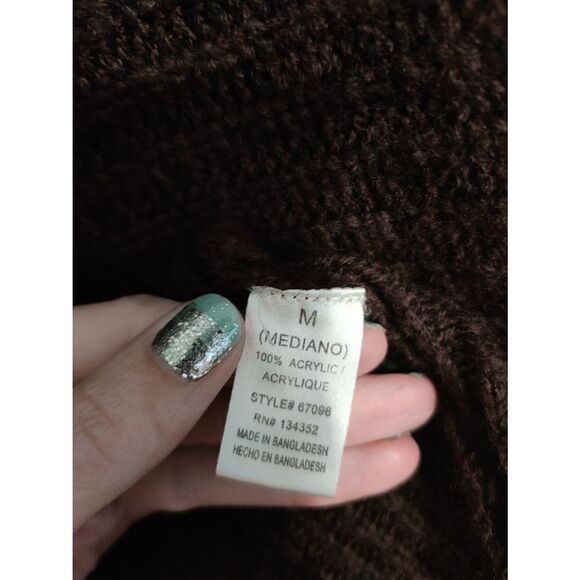 M
(MEDIANO)
100% ACRYLIC /
ACRYLIQUE
STYLE# 67096
RN# 134352
MADE IN BANGLADESH
HECHO EN BANGLADESH